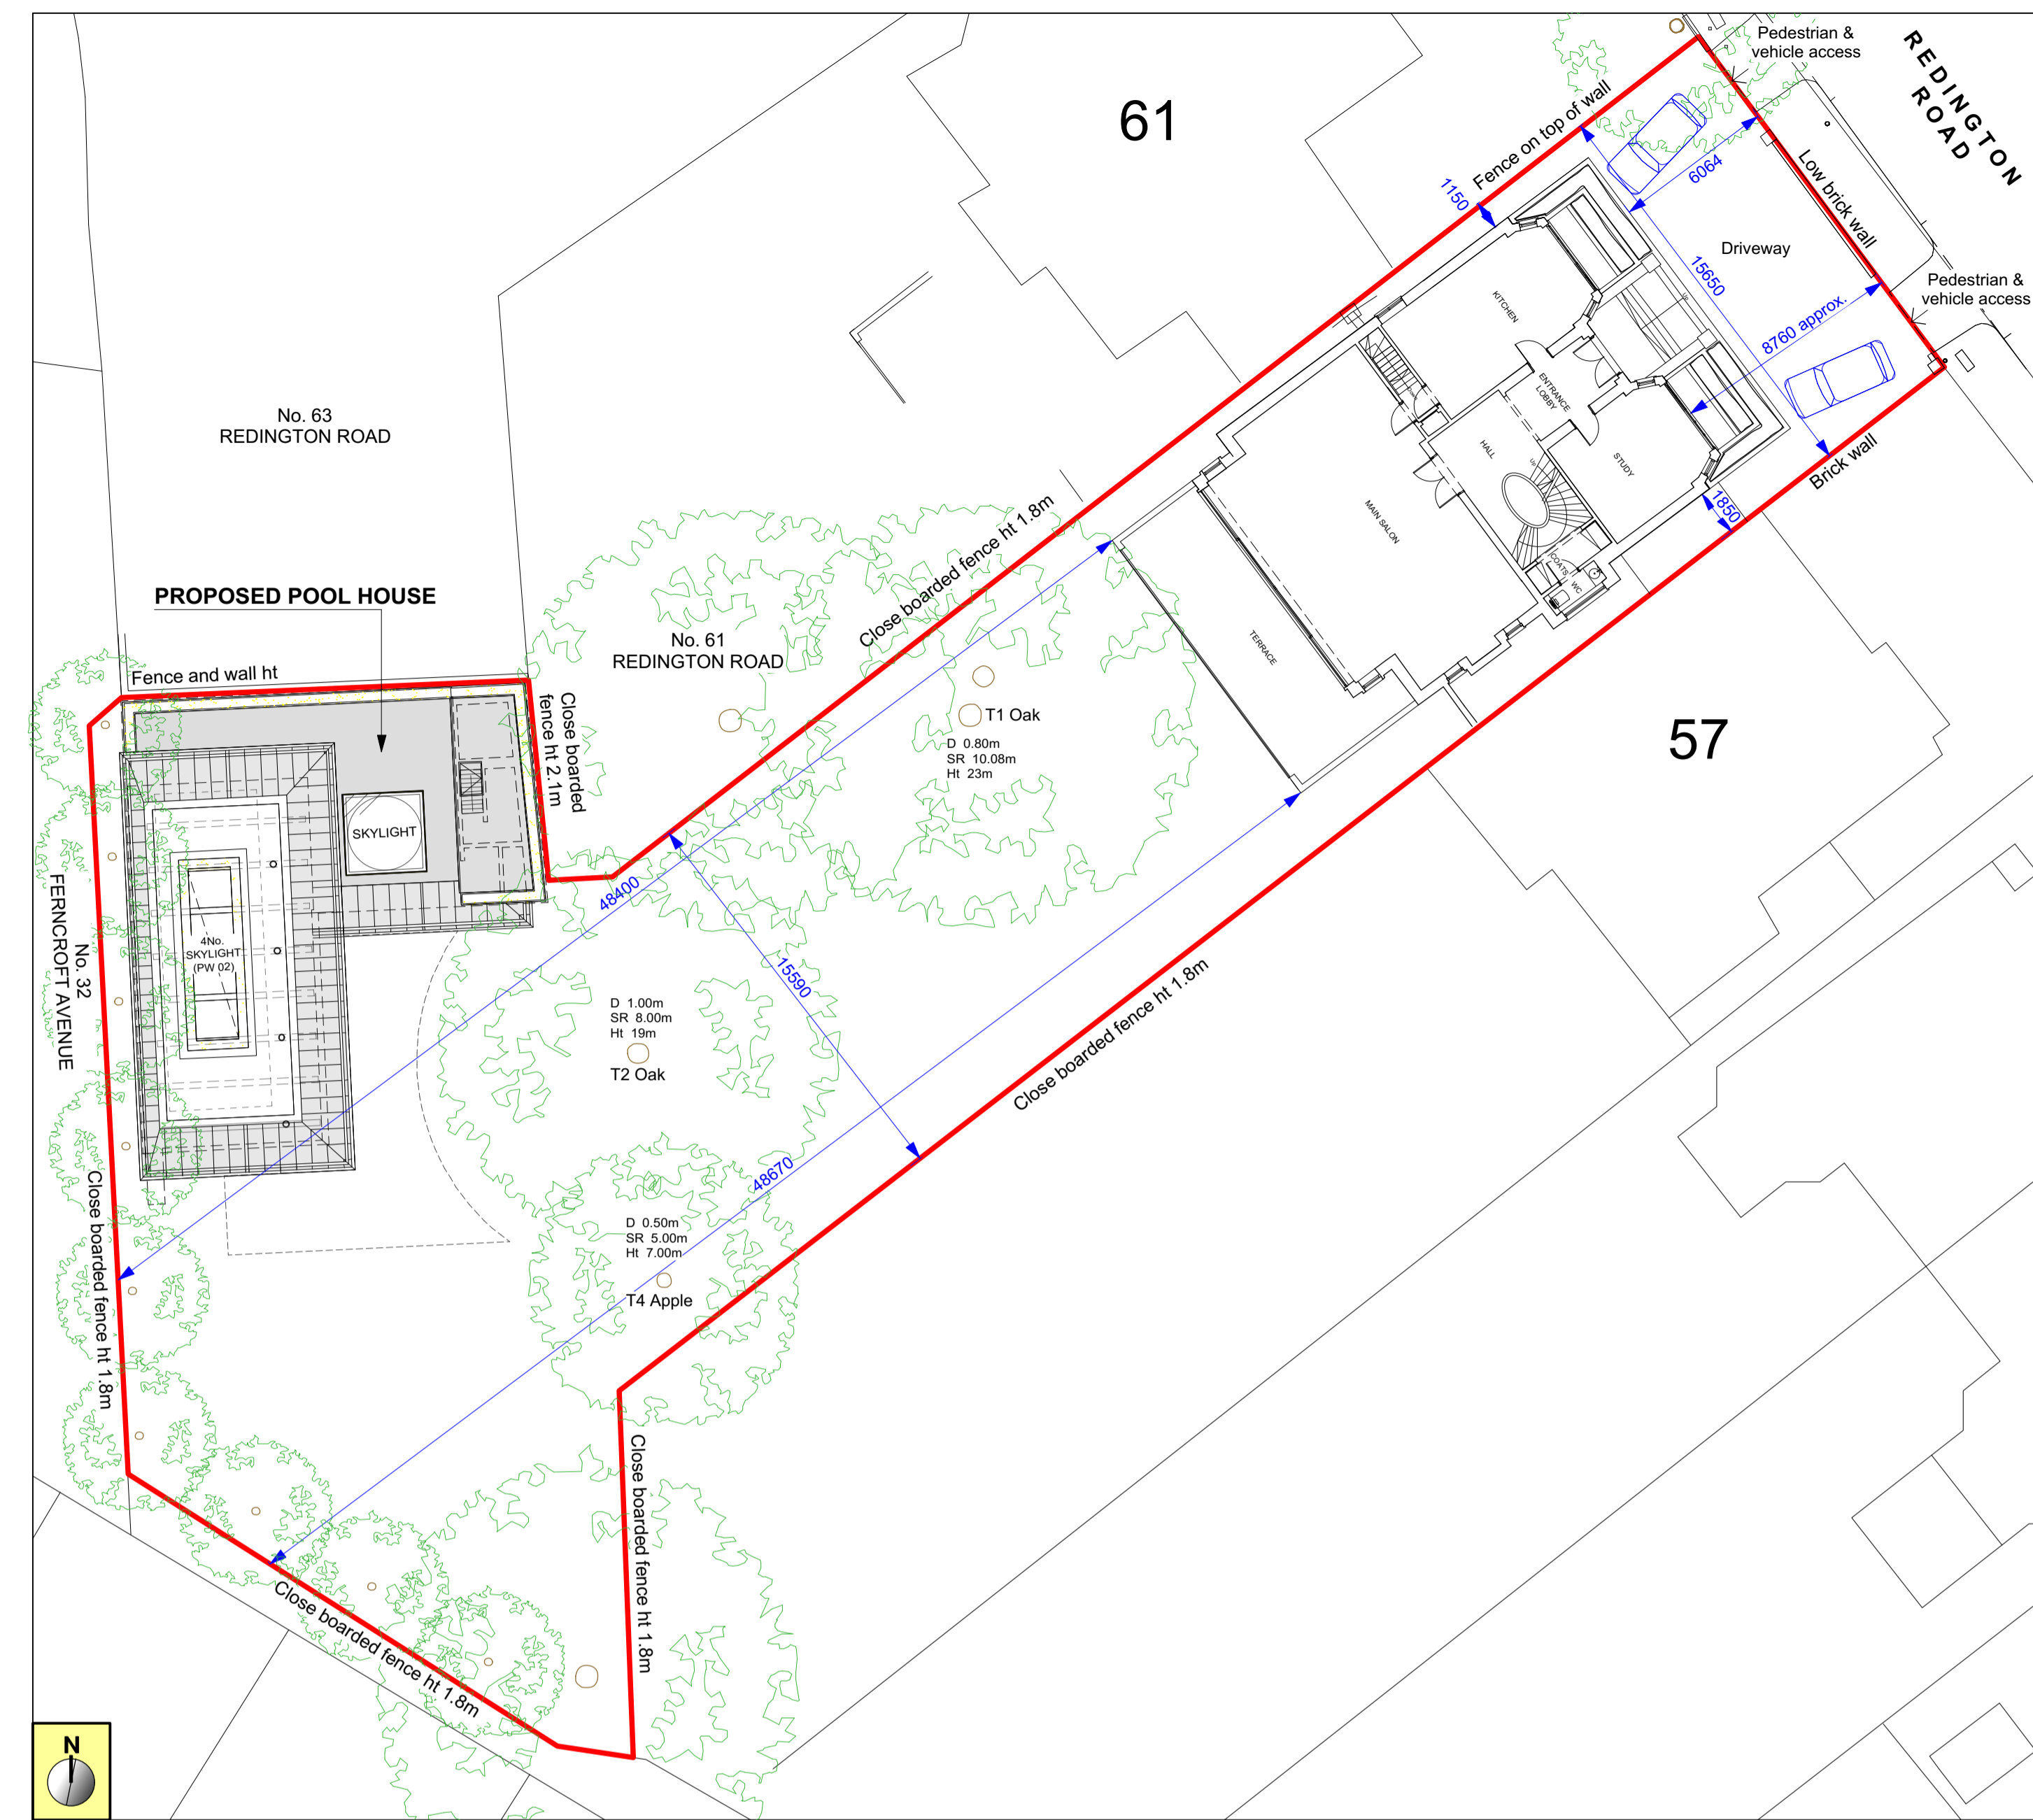 Pedestrian &
vehicle access
REDINGTON
ROAD
61
Fence on top of wall
6064
1150
Low brick wall
Driveway
15650
Pedestrian &
vehicle access
8760 approx.
KITCHEN
Up
ENTRANCE
LOBBY
HALL
Up
STUDY
Brick wall
1850
MAIN SALON
COATS
WC
TERRACE
No. 63
REDINGTON ROAD
Close boarded fence ht 1.8m
PROPOSED POOL HOUSE
No. 61
REDINGTON ROAD
Fence and wall ht
Close boarded
fence ht 2.1m
T1 Oak
D 0.80m
SR 10.08m
Ht 23m
57
SKYLIGHT
48400
4No.
SKYLIGHT
(PW 02)
No. 32
FERNCROFT AVENUE
15590
D 1.00m
SR 8.00m
Ht 19m
T2 Oak
Close boarded fence ht 1.8m
48670
D 0.50m
SR 5.00m
Ht 7.00m
T4 Apple
Close boarded fence ht 1.8m
Close boarded fence ht 1.8m
Close boarded fence ht 1.8m
N